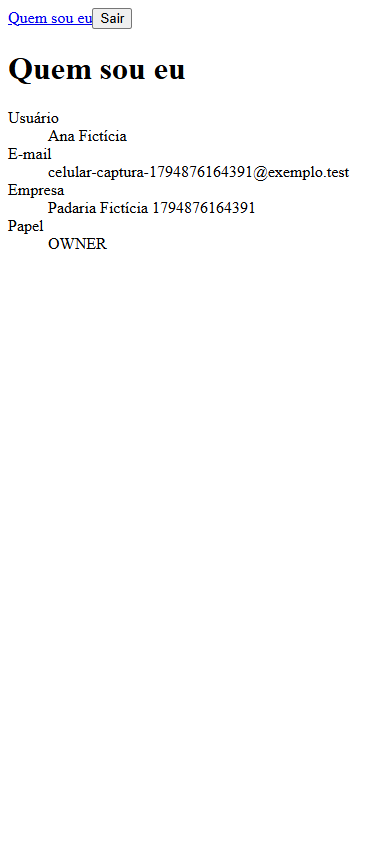 Quem sou eu Sair
Quem sou eu
Usuário
Ana Fictícia
E-mail
celular-captura-1794876164391@exemplo.test
Empresa
Padaria Fictícia 1794876164391
Papel
OWNER